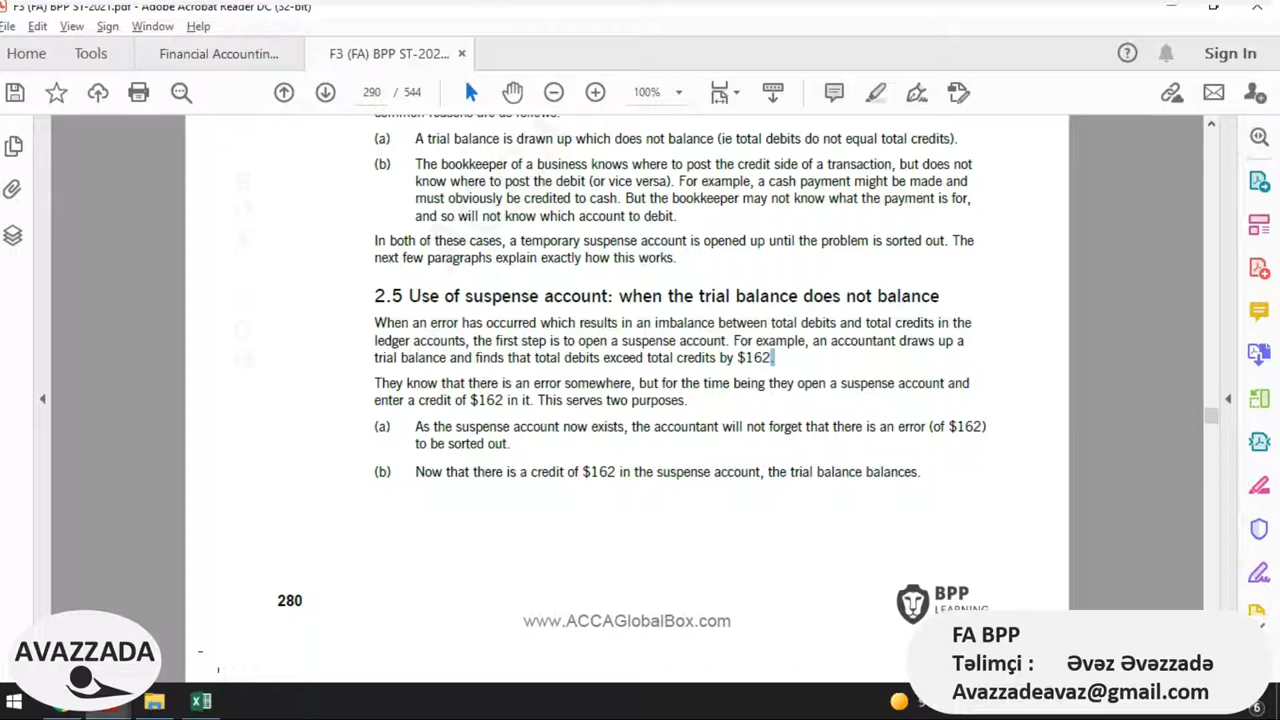 F3 (FA) BPP ST-2021.pdf - Adobe Acrobat Reader DC (32-bit)
File Edit View Sign Window Help
Home Tools Financial Accountin... F3 (FA) BPP ST-202... × Sign In
290 / 544 100%
common reasons are as follows:
(a) A trial balance is drawn up which does not balance (ie total debits do not equal total credits).
(b) The bookkeeper of a business knows where to post the credit side of a transaction, but does not
know where to post the debit (or vice versa). For example, a cash payment might be made and
must obviously be credited to cash. But the bookkeeper may not know what the payment is for,
and so will not know which account to debit.
In both of these cases, a temporary suspense account is opened up until the problem is sorted out. The
next few paragraphs explain exactly how this works.
2.5 Use of suspense account: when the trial balance does not balance
When an error has occurred which results in an imbalance between total debits and total credits in the
ledger accounts, the first step is to open a suspense account. For example, an accountant draws up a
trial balance and finds that total debits exceed total credits by $162.
They know that there is an error somewhere, but for the time being they open a suspense account and
enter a credit of $162 in it. This serves two purposes.
(a) As the suspense account now exists, the accountant will not forget that there is an error (of $162)
to be sorted out.
(b) Now that there is a credit of $162 in the suspense account, the trial balance balances.
280
BPP
LEARNING
www.ACCAGlobalBox.com
AVAZZADA
FA BPP
Təlimçi : Əvəz Əvəzzadə
Avazzadeavaz@gmail.com
6